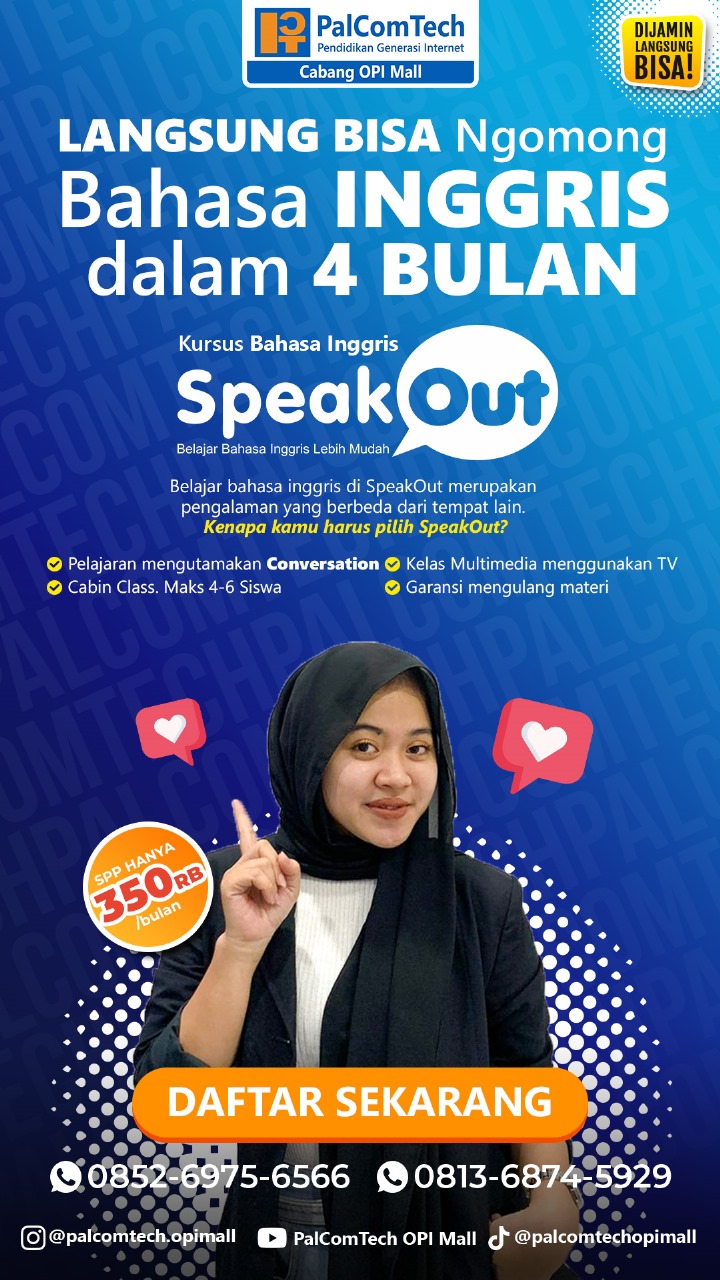 PalComTech
Pendidikan Generasi Internet
Cabang OPI Mall
DIJAMIN
LANGSUNG
BISA!
LANGSUNG BISA Ngomong
Bahasa INGGRIS
dalam 4 BULAN
Kursus Bahasa Inggris
SpeakOut
Belajar Bahasa Inggris Lebih Mudah
Belajar bahasa inggris di SpeakOut merupakan
pengalaman yang berbeda dari tempat lain.
Kenapa kamu harus pilih SpeakOut?
Pelajaran mengutamakan Conversation
Kelas Multimedia menggunakan TV
Cabin Class. Maks 4-6 Siswa
Garansi mengulang materi
SPP HANYA
350RB
/bulan
DAFTAR SEKARANG
0852-6975-6566
0813-6874-5929
@palcomtech.opimall
PalComTech OPI Mall
@palcomtechopimall